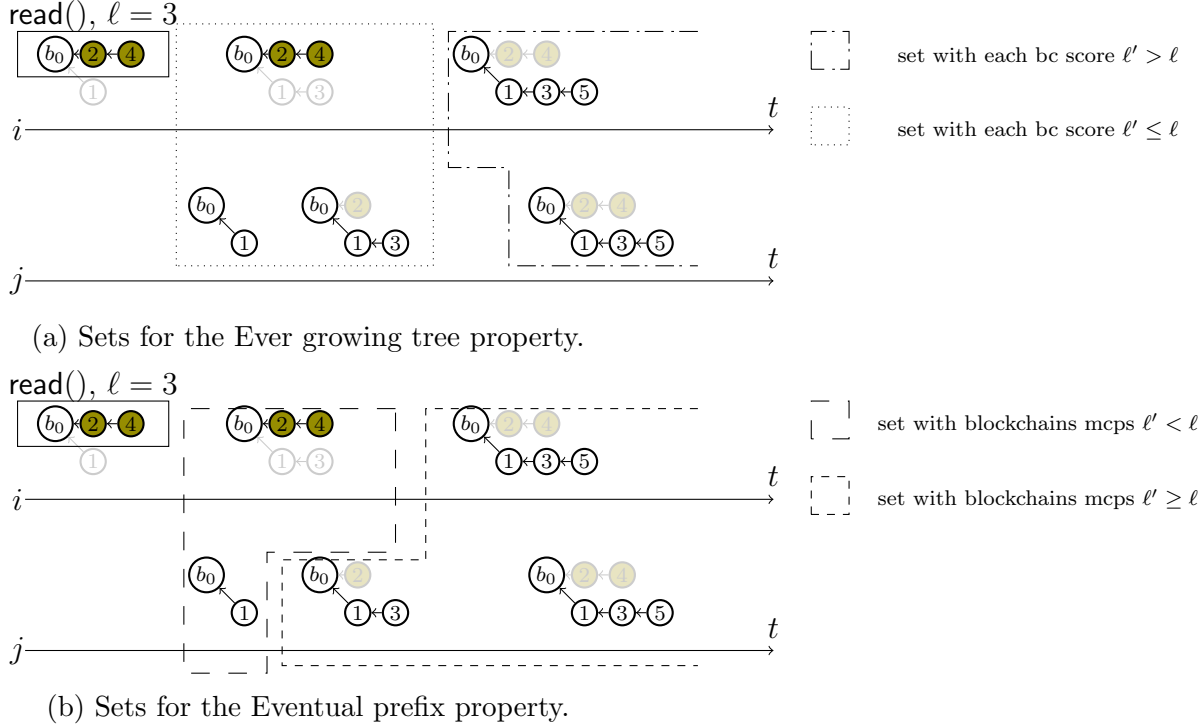 read(), ℓ = 3
b₀ 2 4
1
b₀ 2 4
1 3
b₀ 2 4
1 3 5
i
t
b₀
1
b₀ 2
1 3
b₀ 2 4
1 3 5
j
t
set with each bc score ℓ′ > ℓ
set with each bc score ℓ′ ≤ ℓ
(a) Sets for the Ever growing tree property.
read(), ℓ = 3
b₀ 2 4
1
b₀ 2 4
1 3
b₀ 2 4
1 3 5
i
t
b₀
1
b₀ 2
1 3
b₀ 2 4
1 3 5
j
t
set with blockchains mcps ℓ′ < ℓ
set with blockchains mcps ℓ′ ≥ ℓ
(b) Sets for the Eventual prefix property.